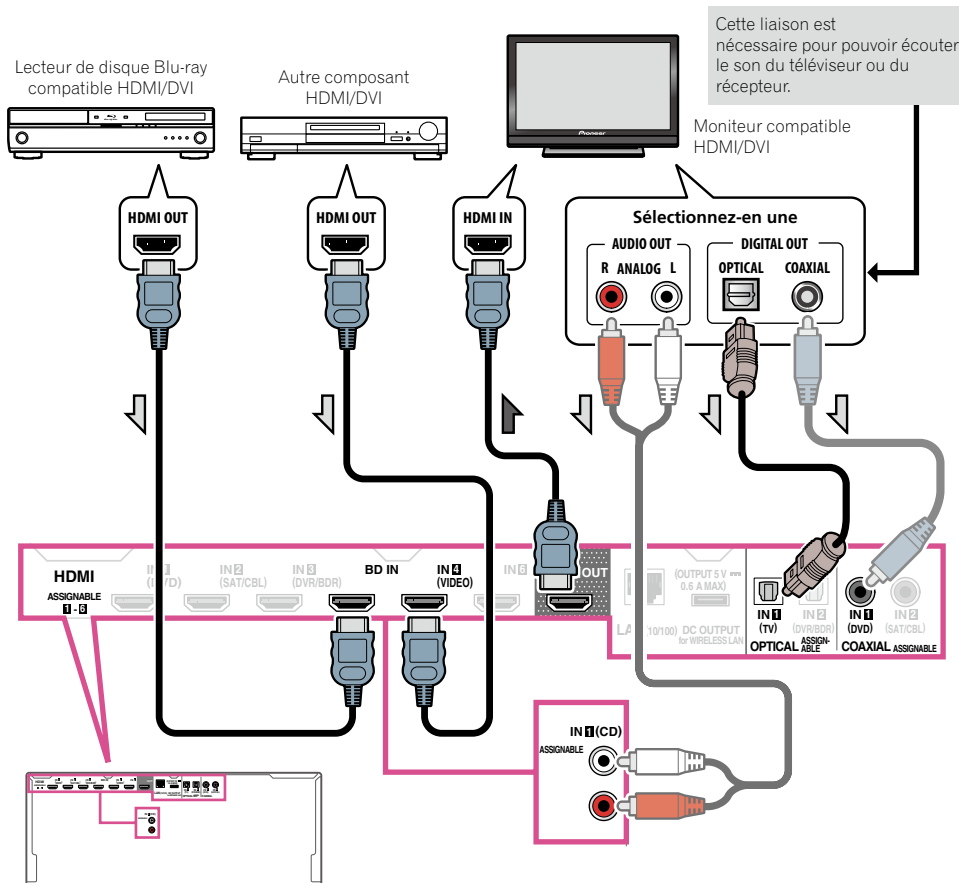 Cette liaison est
nécessaire pour pouvoir écouter
le son du téléviseur ou du
récepteur.
Lecteur de disque Blu-ray
compatible HDMI/DVI
Autre composant
HDMI/DVI
Pioneer
Moniteur compatible
HDMI/DVI
HDMI OUT
HDMI OUT
HDMI IN
Sélectionnez-en une
AUDIO OUT
DIGITAL OUT
R ANALOG L
OPTICAL
COAXIAL
HDMI
ASSIGNABLE
1 - 6
IN 2
(SAT/CBL)
IN 3
(DVR/BDR)
BD IN
IN 4
(VIDEO)
IN 6
OUT
(10/100)
(OUTPUT 5 V
0.6 A MAX)
DC OUTPUT
for WIRELESS LAN
IN 1
(TV)
IN 2
(DVR/BDR)
OPTICAL
ASSIGN-
ABLE
IN 1
(DVD)
IN 2
(SAT/CBL)
COAXIAL ASSIGNABLE
IN 1 (CD)
ASSIGNABLE
HDMI